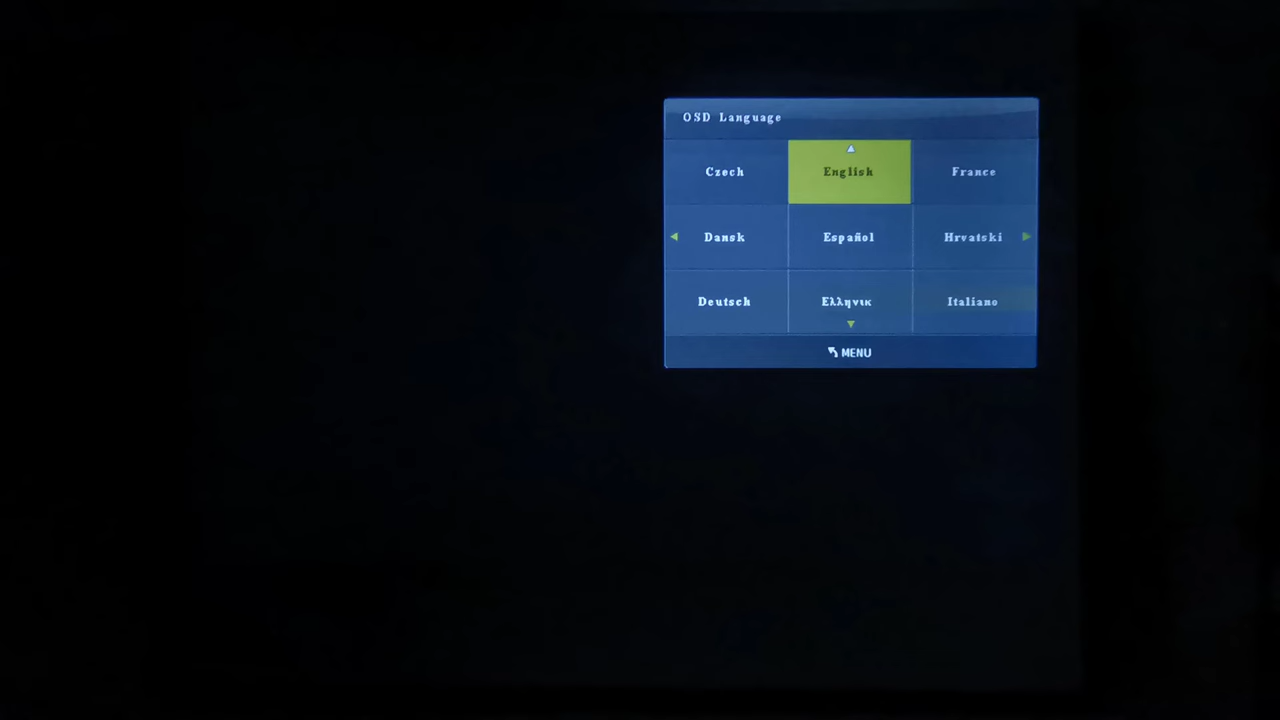 OSD Language
Czech English France
Dansk Español Hrvatski
Deutsch Ελληνικ Italiano
MENU